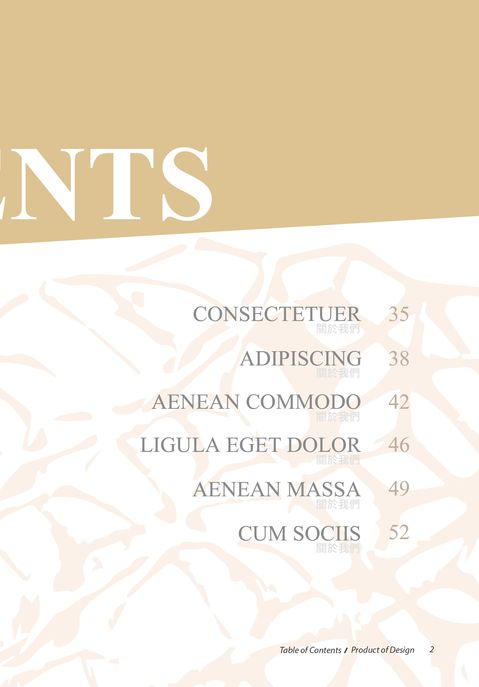 ENTS
CONSECTETUER 35
關於我們
ADIPISCING 38
關於我們
AENEAN COMMODO 42
關於我們
LIGULA EGET DOLOR 46
關於我們
AENEAN MASSA 49
關於我們
CUM SOCIIS 52
關於我們
Table of Contents / Product of Design 2